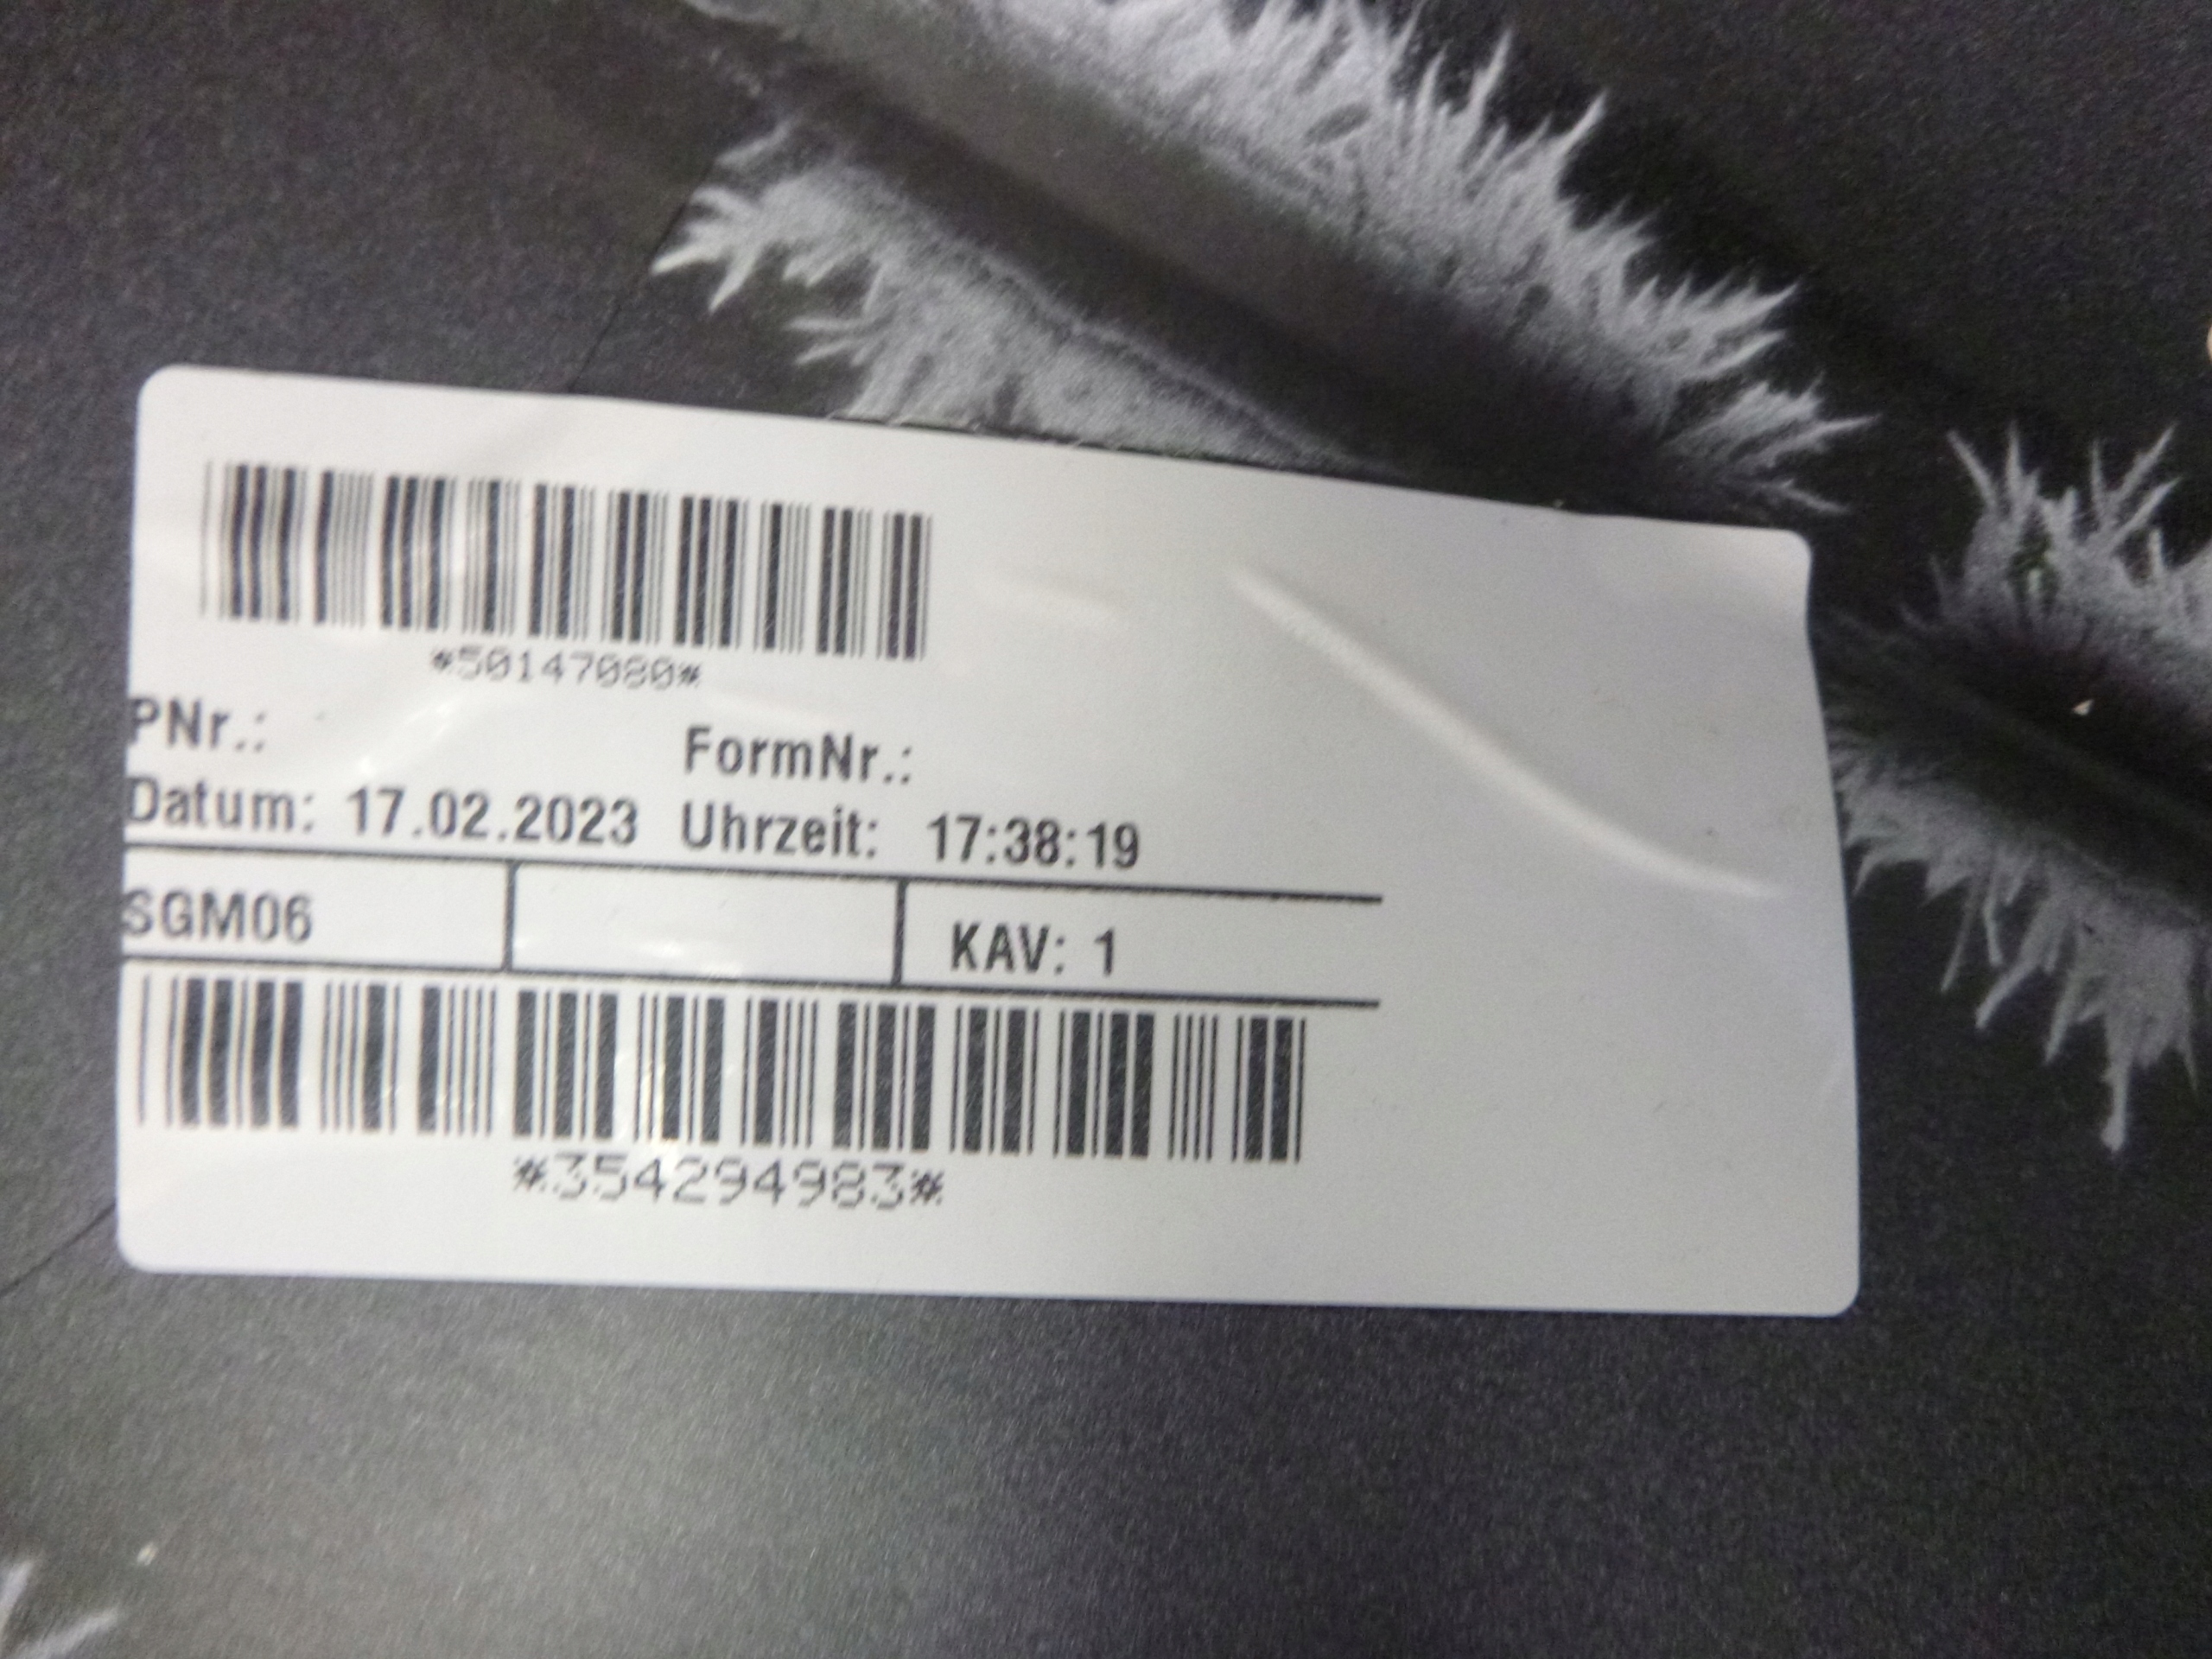 *50147080*
PNr.:
FormNr.:
Datum: 17.02.2023 Uhrzeit: 17:38:19
SGM06
KAV: 1
*354294983*